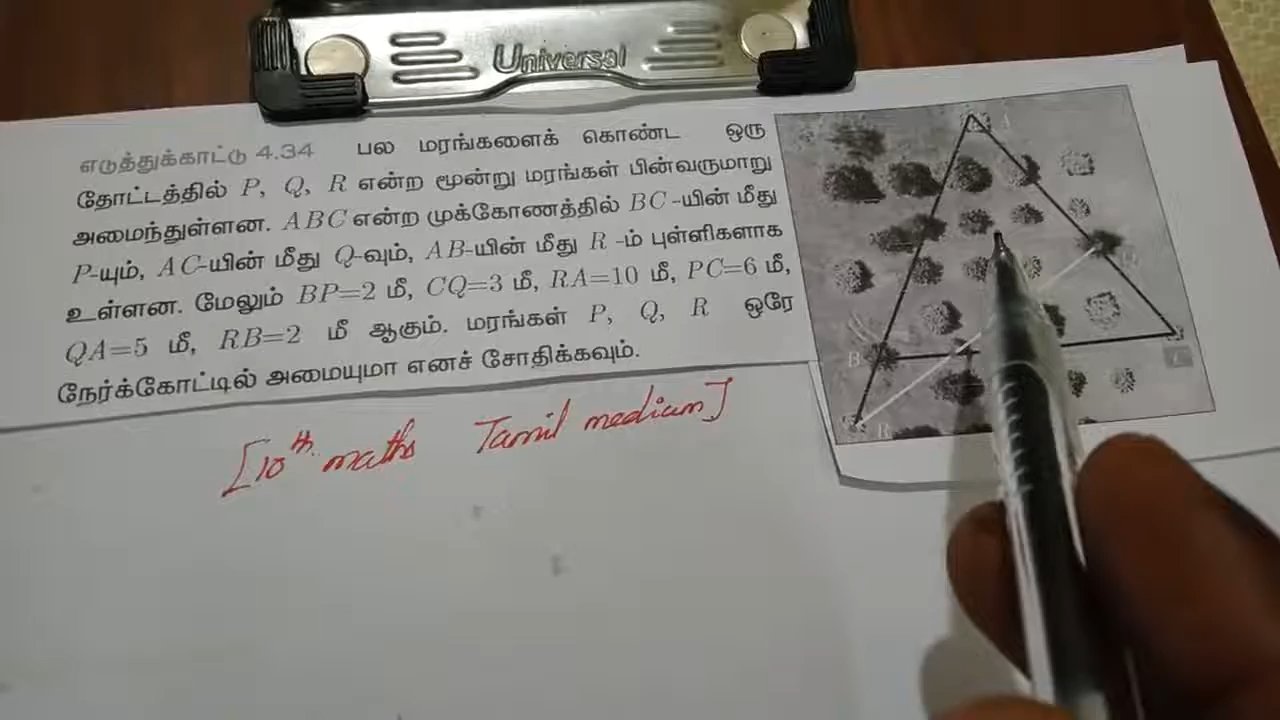 Universal
எடுத்துக்காட்டு 4.34 பல மரங்களைக் கொண்ட ஒரு
தோட்டத்தில் P, Q, R என்ற மூன்று மரங்கள் பின்வருமாறு
அமைந்துள்ளன. ABC என்ற முக்கோணத்தில் BC -யின் மீது
P-யும், AC-யின் மீது Q-வும், AB-யின் மீது R -ம் புள்ளிகளாக
உள்ளன. மேலும் BP=2 மீ, CQ=3 மீ, RA=10 மீ, PC=6 மீ,
QA=5 மீ, RB=2 மீ ஆகும். மரங்கள் P, Q, R ஒரே
நேர்க்கோட்டில் அமையுமா எனச் சோதிக்கவும்.
[10th maths Tamil medium]
A
Q
B
C
R